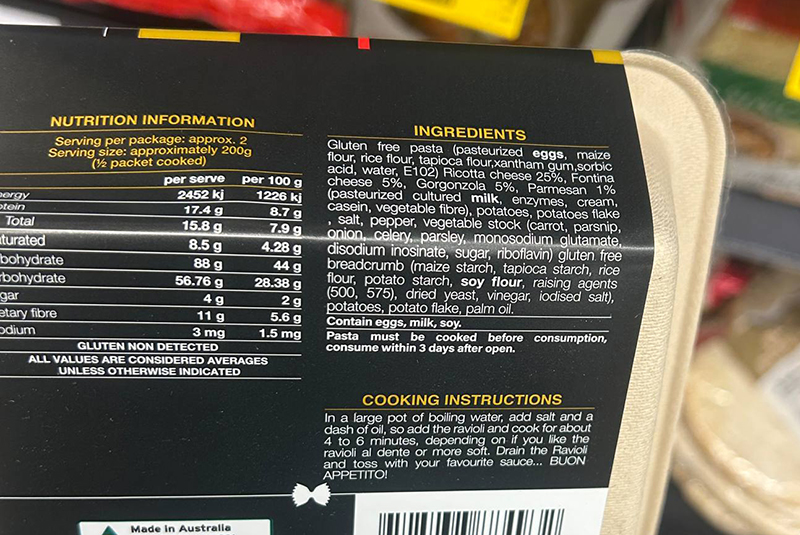 NUTRITION INFORMATION
Serving per package: approx. 2
Serving size: approximately 200g
(½ packet cooked)
per serve per 100 g
ergy 2452 kj 1226 kj
otein 17.4 g 8.7 g
Total 15.8 g 7.9 g
turated 8.5 g 4.28 g
bohydrate 88 g 44 g
rbohydrate 56.76 g 28.38 g
gar 4 g 2 g
etary fibre 11 g 5.6 g
odium 3 mg 1.5 mg
GLUTEN NON DETECTED
ALL VALUES ARE CONSIDERED AVERAGES
UNLESS OTHERWISE INDICATED
INGREDIENTS
Gluten free pasta (pasteurized eggs, maize
flour, rice flour, tapioca flour,xantham gum,sorbic
acid, water, E102) Ricotta cheese 25%, Fontina
cheese 5%, Gorgonzola 5%, Parmesan 1%
(pasteurized cultured milk, enzymes, cream,
casein, vegetable fibre), potatoes, potatoes flake
, salt, pepper, vegetable stock (carrot, parsnip,
onion, celery, parsley, monosodium glutamate,
disodium inosinate, sugar, riboflavin) gluten free
breadcrumb (maize starch, tapioca starch, rice
flour, potato starch, soy flour, raising agents
(500, 575), dried yeast, vinegar, iodised salt),
potatoes, potato flake, palm oil.
Contain eggs, milk, soy.
Pasta must be cooked before consumption,
consume within 3 days after open.
COOKING INSTRUCTIONS
In a large pot of boiling water, add salt and a
dash of oil, so add the ravioli and cook for about
4 to 6 minutes, depending on if you like the
ravioli al dente or more soft. Drain the Ravioli
and toss with your favourite sauce... BUON
APPETITO!
Made in Australia